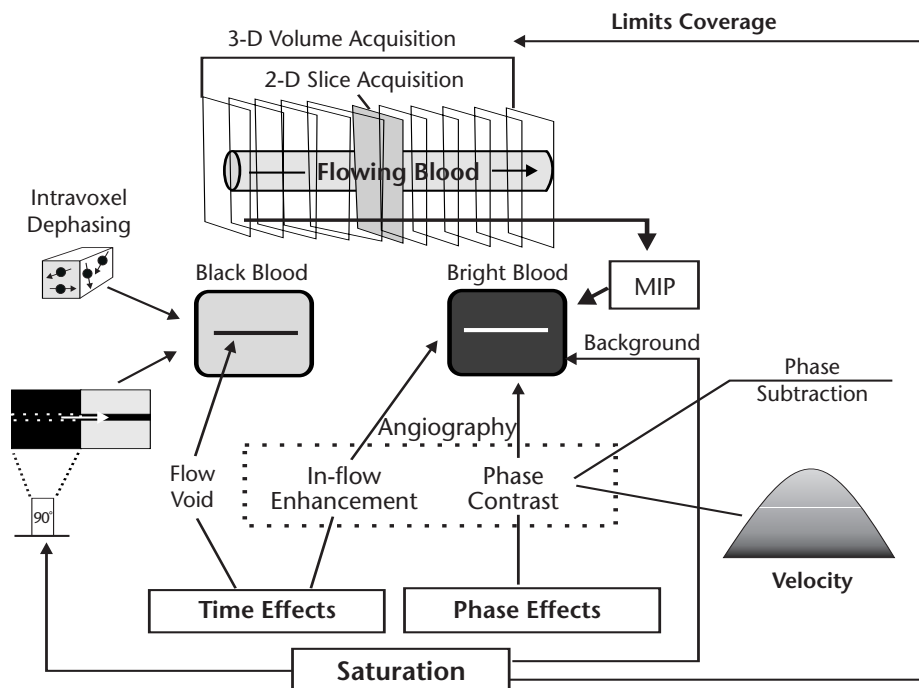 Limits Coverage
3-D Volume Acquisition
2-D Slice Acquisition
Flowing Blood
Intravoxel
Dephasing
Black Blood
Bright Blood
MIP
Background
Phase
Subtraction
Angiography
Flow
Void
In-flow
Enhancement
Phase
Contrast
90°
Velocity
Time Effects
Phase Effects
Saturation